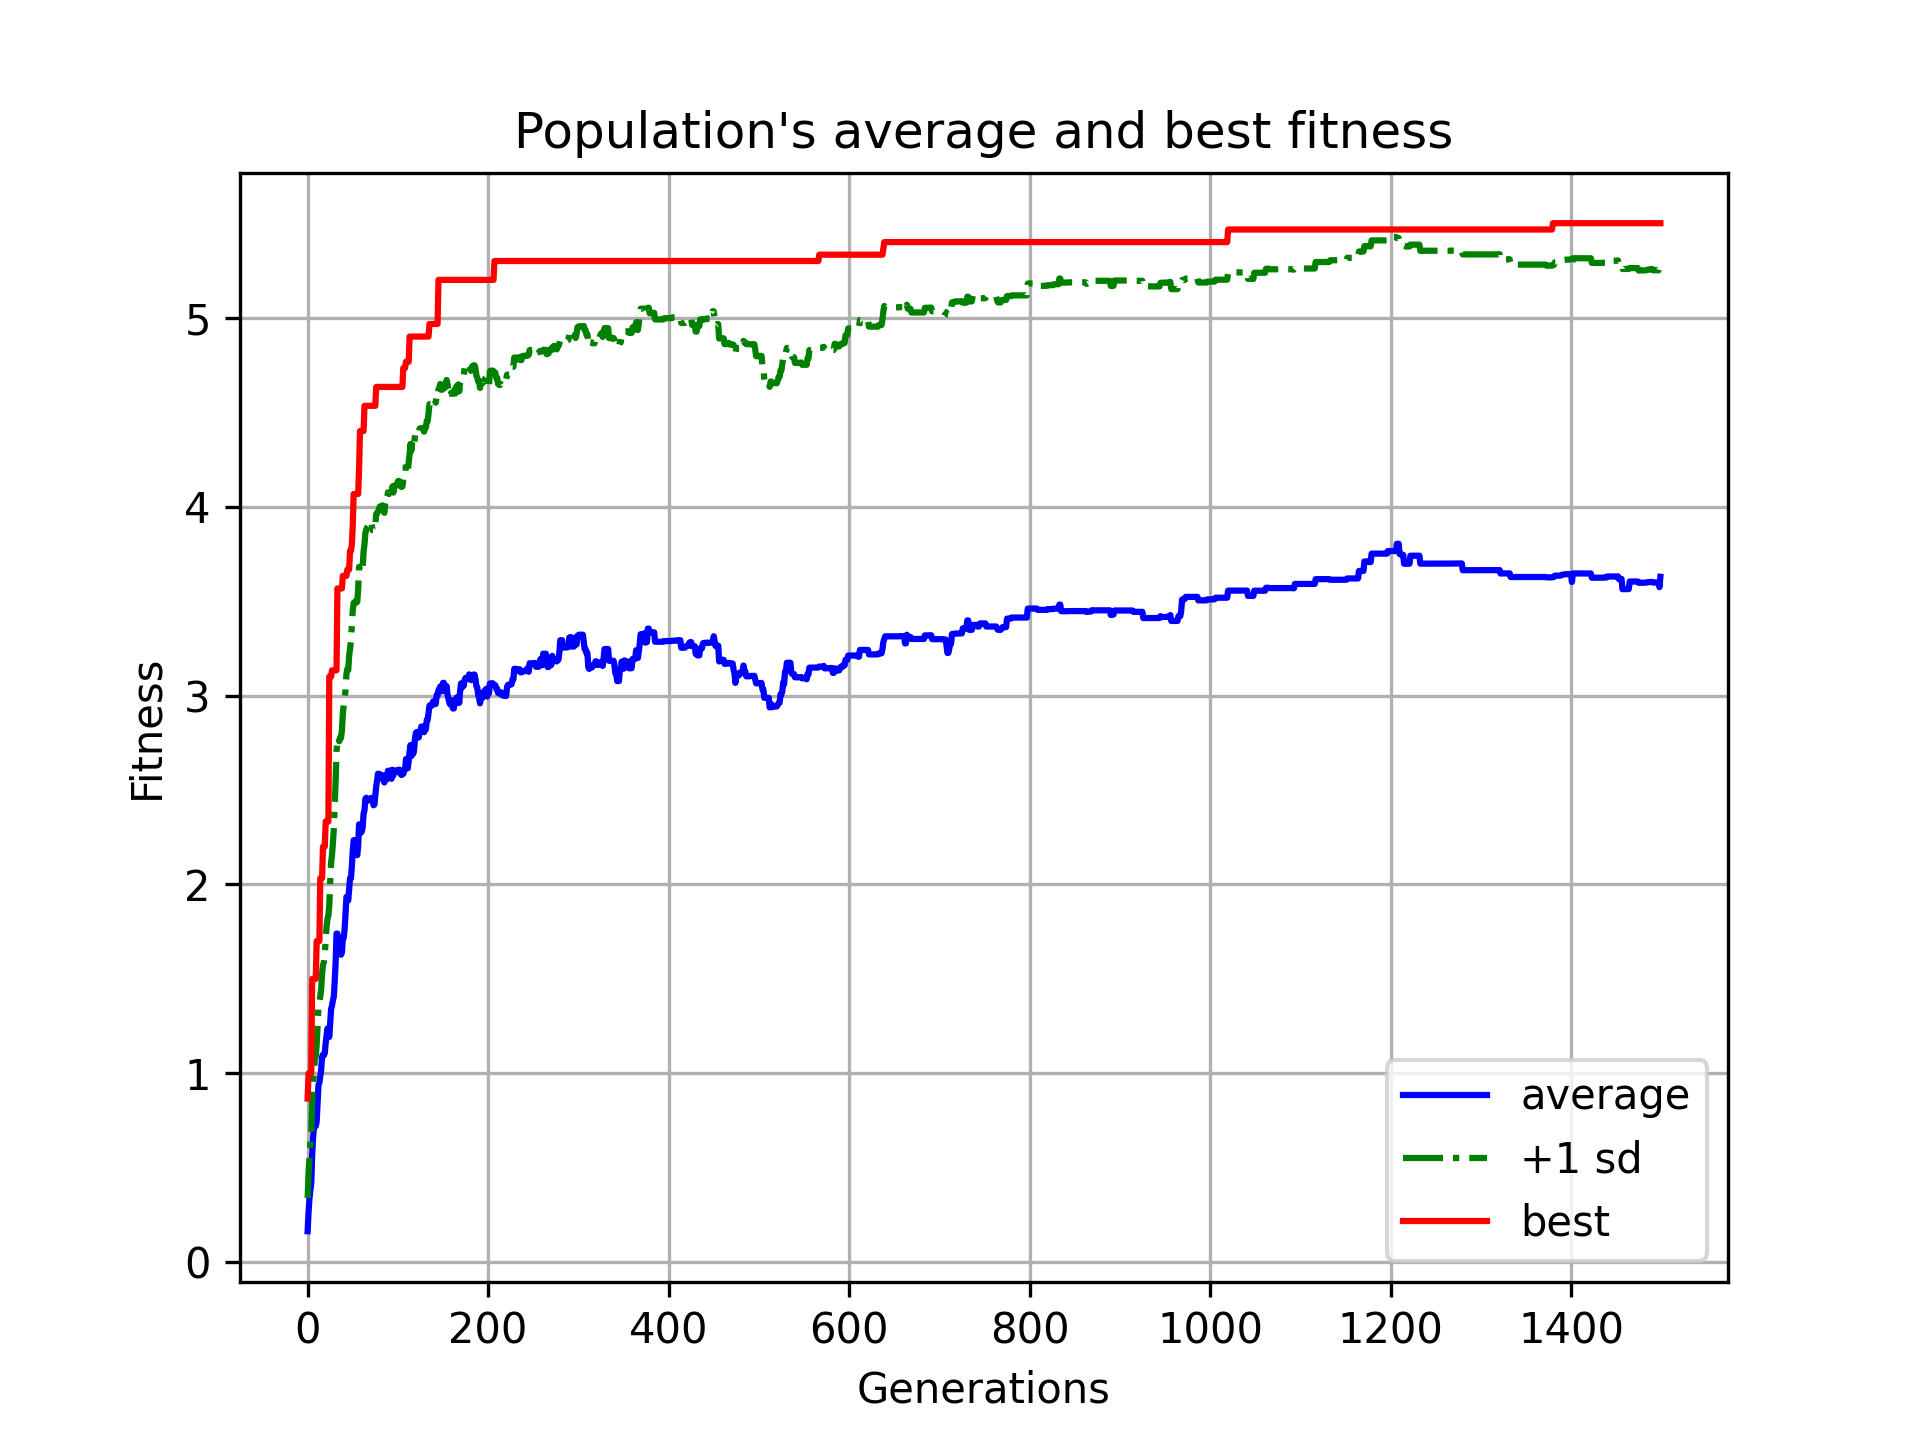 Population's average and best fitness
Fitness
5
4
3
2
1
0
average
+1 sd
best
0 200 400 600 800 1000 1200 1400
Generations